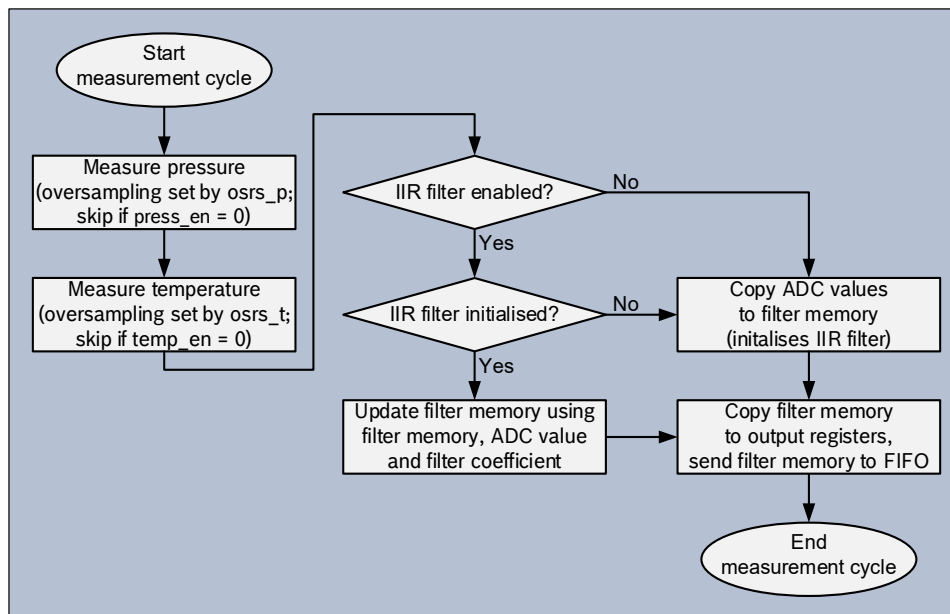 Start
measurement cycle
Measure pressure
(oversampling set by osrs_p;
skip if press_en = 0)
Measure temperature
(oversampling set by osrs_t;
skip if temp_en = 0)
IIR filter enabled?
No
Yes
IIR filter initialised?
No
Yes
Copy ADC values
to filter memory
(initalises IIR filter)
Update filter memory using
filter memory, ADC value
and filter coefficient
Copy filter memory
to output registers,
send filter memory to FIFO
End
measurement cycle